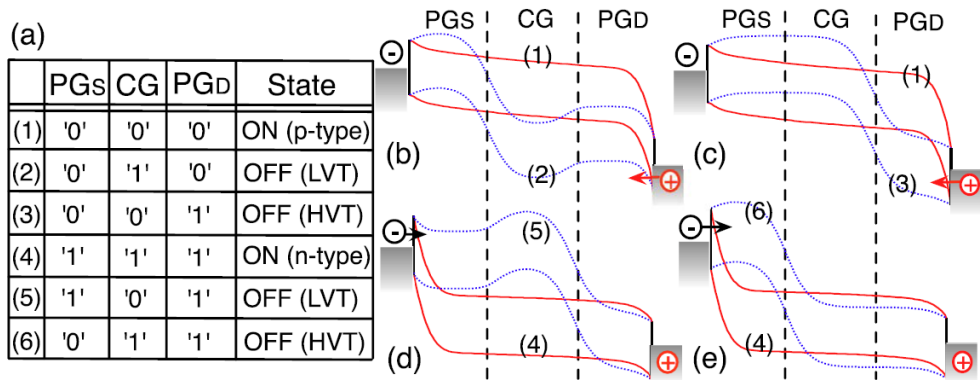 (a)
PGS CG PGD State
(1) '0' '0' '0' ON (p-type)
(2) '0' '1' '0' OFF (LVT)
(3) '0' '0' '1' OFF (HVT)
(4) '1' '1' '1' ON (n-type)
(5) '1' '0' '1' OFF (LVT)
(6) '0' '1' '1' OFF (HVT)
PGS CG PGD
-
(1)
(2)
+
(b)
PGS CG PGD
-
(1)
(3)
+
(c)
-
(5)
(4)
+
(d)
-
(6)
(4)
+
(e)